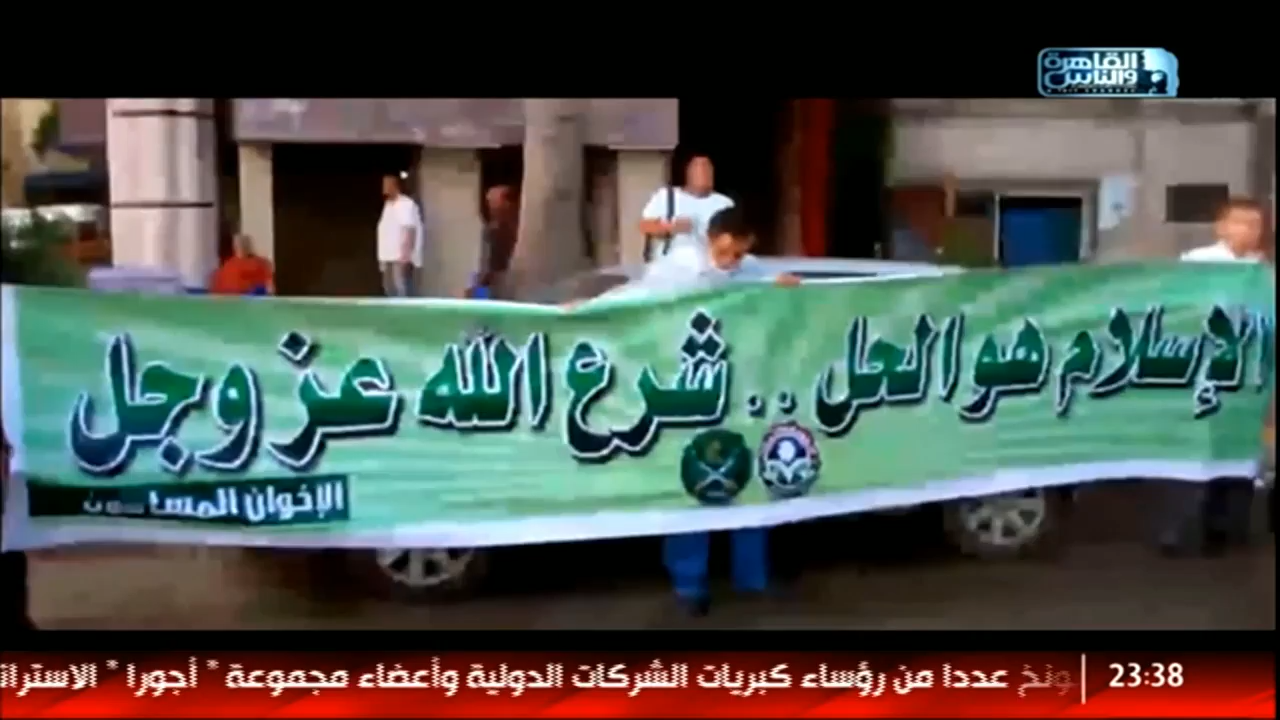 القاهرة
والناس
الإسلام هو الحل .. شرع الله عز وجل
الإخوان المسلمون
23:38
عددا من رؤساء كبريات الشركات الدولية وأعضاء مجموعة " أجورا "